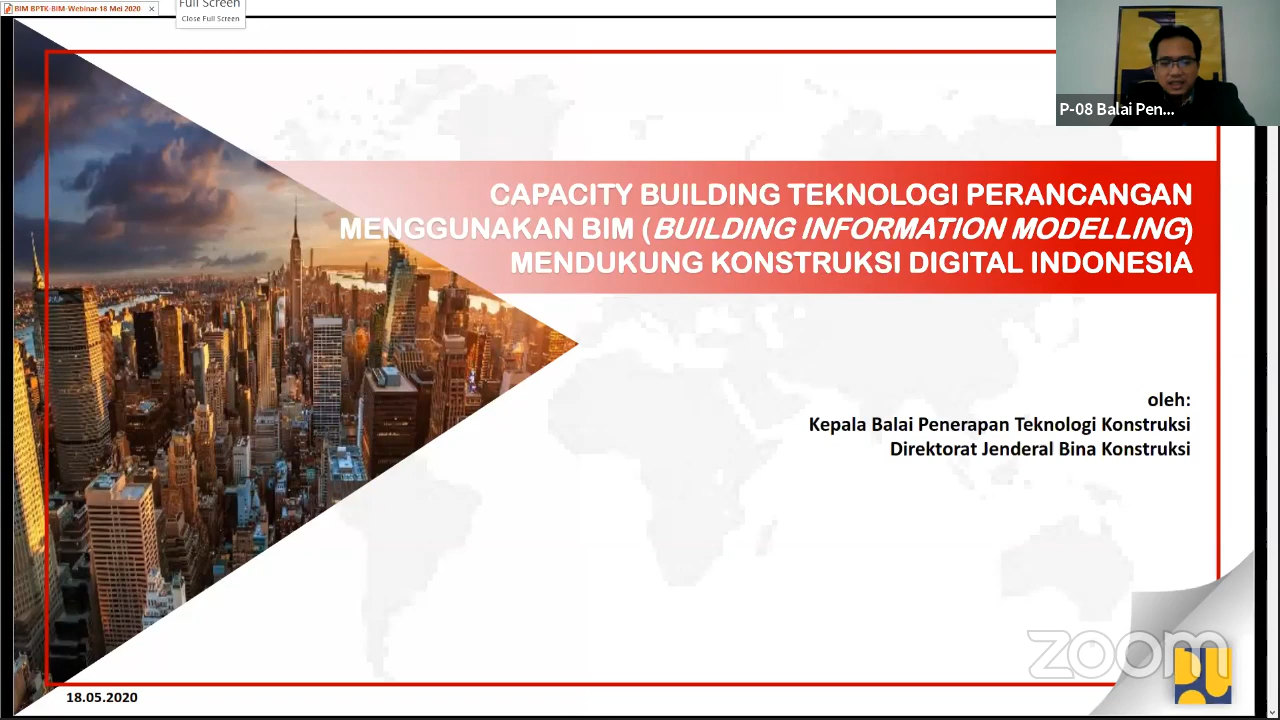 BIM BPTK-BIM-Webinar-18 Mei 2020
Full Screen
Close Full Screen
P-08 Balai Pen...
CAPACITY BUILDING TEKNOLOGI PERANCANGAN
MENGGUNAKAN BIM (BUILDING INFORMATION MODELLING)
MENDUKUNG KONSTRUKSI DIGITAL INDONESIA
oleh:
Kepala Balai Penerapan Teknologi Konstruksi
Direktorat Jenderal Bina Konstruksi
zoom
18.05.2020